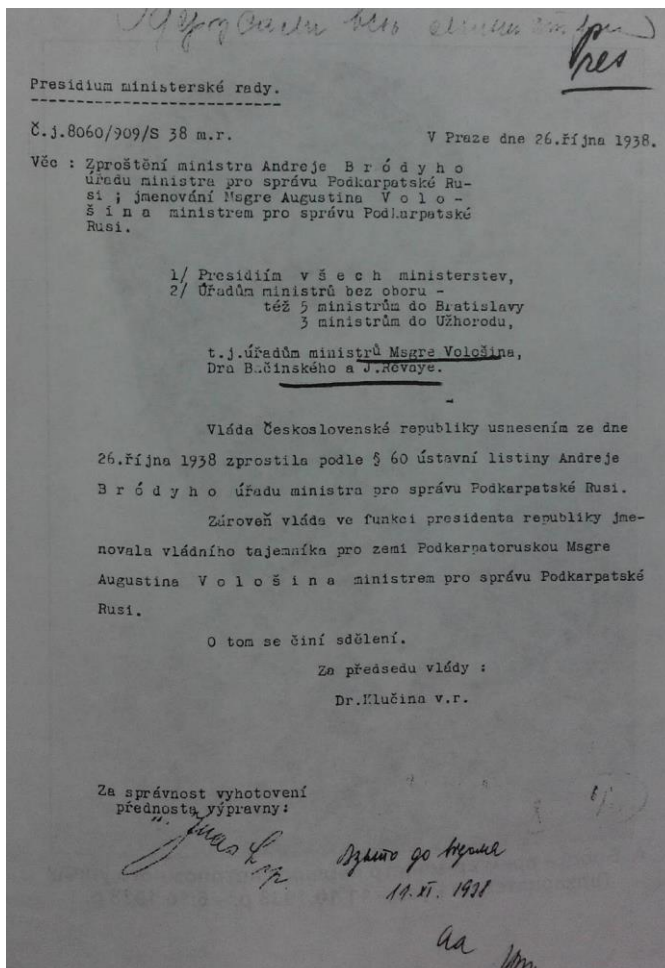 Pres
Presidium ministerské rady.
Č.j.8060/909/S 38 m.r.
V Praze dne 26.října 1938.
Věc : Zproštění ministra Andreje B r ó d y h o
úřadu ministra pro správu Podkarpatské Ru-
si ; jmenování Msgre Augustina V o l o -
š i n a ministrem pro správu Podkarpatské
Rusi.
1/ Presidiím v š e c h ministerstev,
2/ Úřadům ministrů bez oboru -
též 5 ministrům do Bratislavy
3 ministrům do Užhorodu,
t.j.úřadům ministrů Msgre Vološina,
Dra Bačinského a J.Révaye.
Vláda Československé republiky usnesením ze dne
26.října 1938 zprostila podle § 60 ústavní listiny Andreje
B r ó d y h o úřadu ministra pro správu Podkarpatské Rusi.
Zároveň vláda ve funkci presidenta republiky jme-
novala vládního tajemníka pro zemi Podkarpatoruskou Msgre
Augustina V o l o š i n a ministrem pro správu Podkarpatské
Rusi.
O tom se činí sdělení.
Za předsedu vlády :
Dr.Klučina v.r.
Za správnost vyhotovení
přednosta výpravny:
Взято до відома
11.XI. 1938
aa